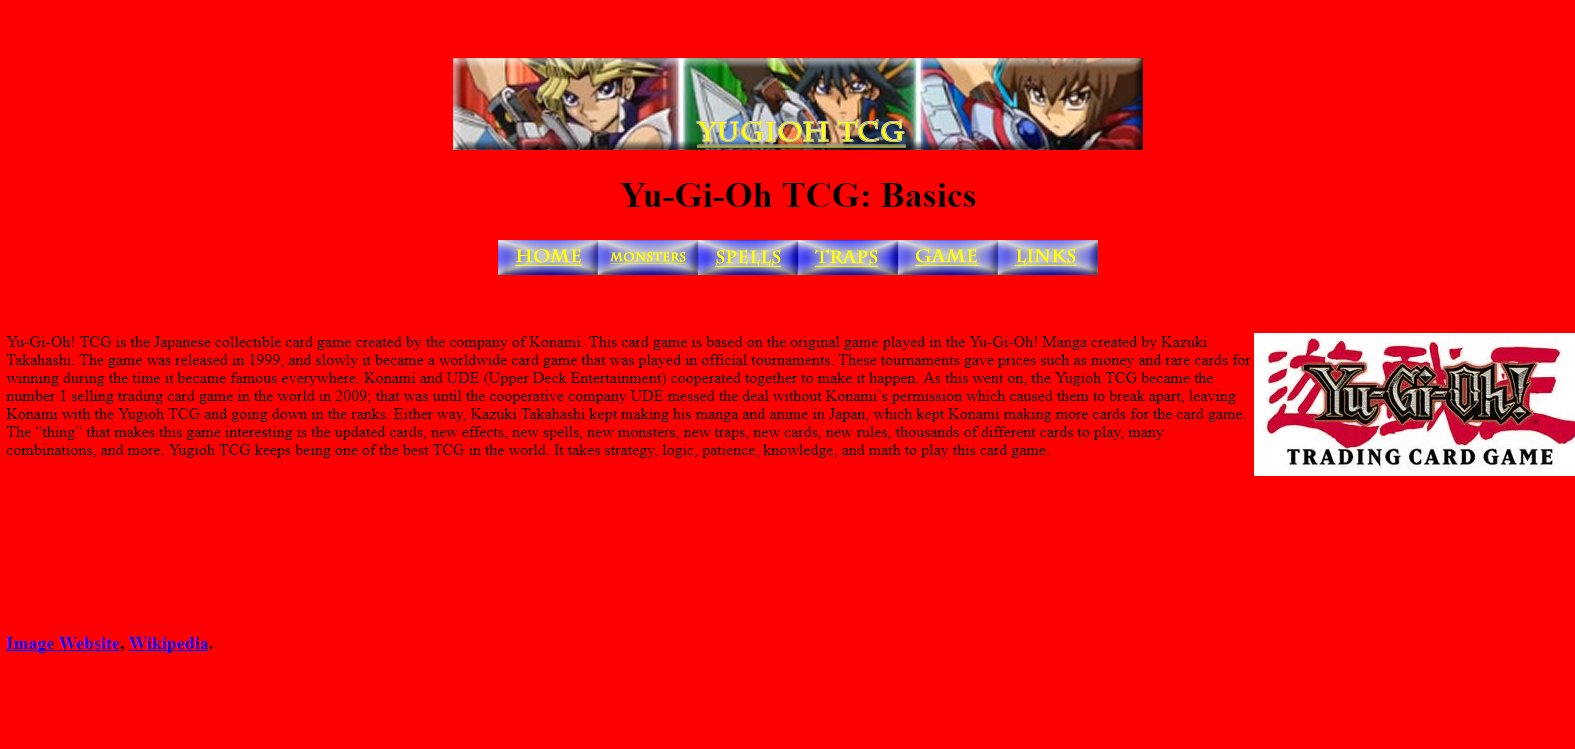 YUGIOH TCG
Yu-Gi-Oh TCG: Basics
HOME MONSTERS SPELLS TRAPS GAME LINKS
Yu-Gi-Oh! TCG is the Japanese collectible card game created by the company of Konami. This card game is based on the original game played in the Yu-Gi-Oh! Manga created by Kazuki
Takahashi. The game was released in 1999, and slowly it became a worldwide card game that was played in official tournaments. These tournaments gave prices such as money and rare cards for
winning during the time it became famous everywhere. Konami and UDE (Upper Deck Entertainment) cooperated together to make it happen. As this went on, the Yugioh TCG became the
number 1 selling trading card game in the world in 2009; that was until the cooperative company UDE messed the deal without Konami’s permission which caused them to break apart, leaving
Konami with the Yugioh TCG and going down in the ranks. Either way, Kazuki Takahashi kept making his manga and anime in Japan, which kept Konami making more cards for the card game.
The “thing” that makes this game interesting is the updated cards, new effects, new spells, new monsters, new traps, new cards, new rules, thousands of different cards to play, many
combinations, and more. Yugioh TCG keeps being one of the best TCG in the world. It takes strategy, logic, patience, knowledge, and math to play this card game.
遊戯王
Yu-Gi-Oh!
TRADING CARD GAME
Image Website, Wikipedia.